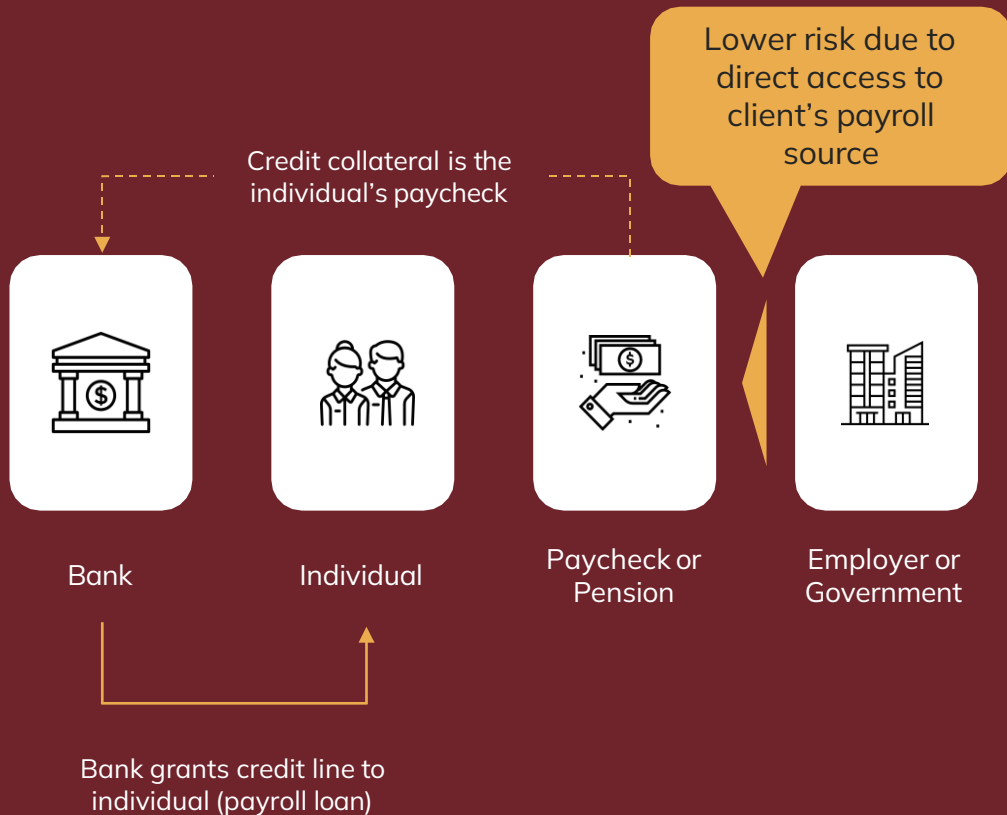 Lower risk due to
direct access to
client’s payroll
source
Credit collateral is the
individual’s paycheck
$
$
Bank
Individual
Paycheck or
Pension
Employer or
Government
Bank grants credit line to
individual (payroll loan)